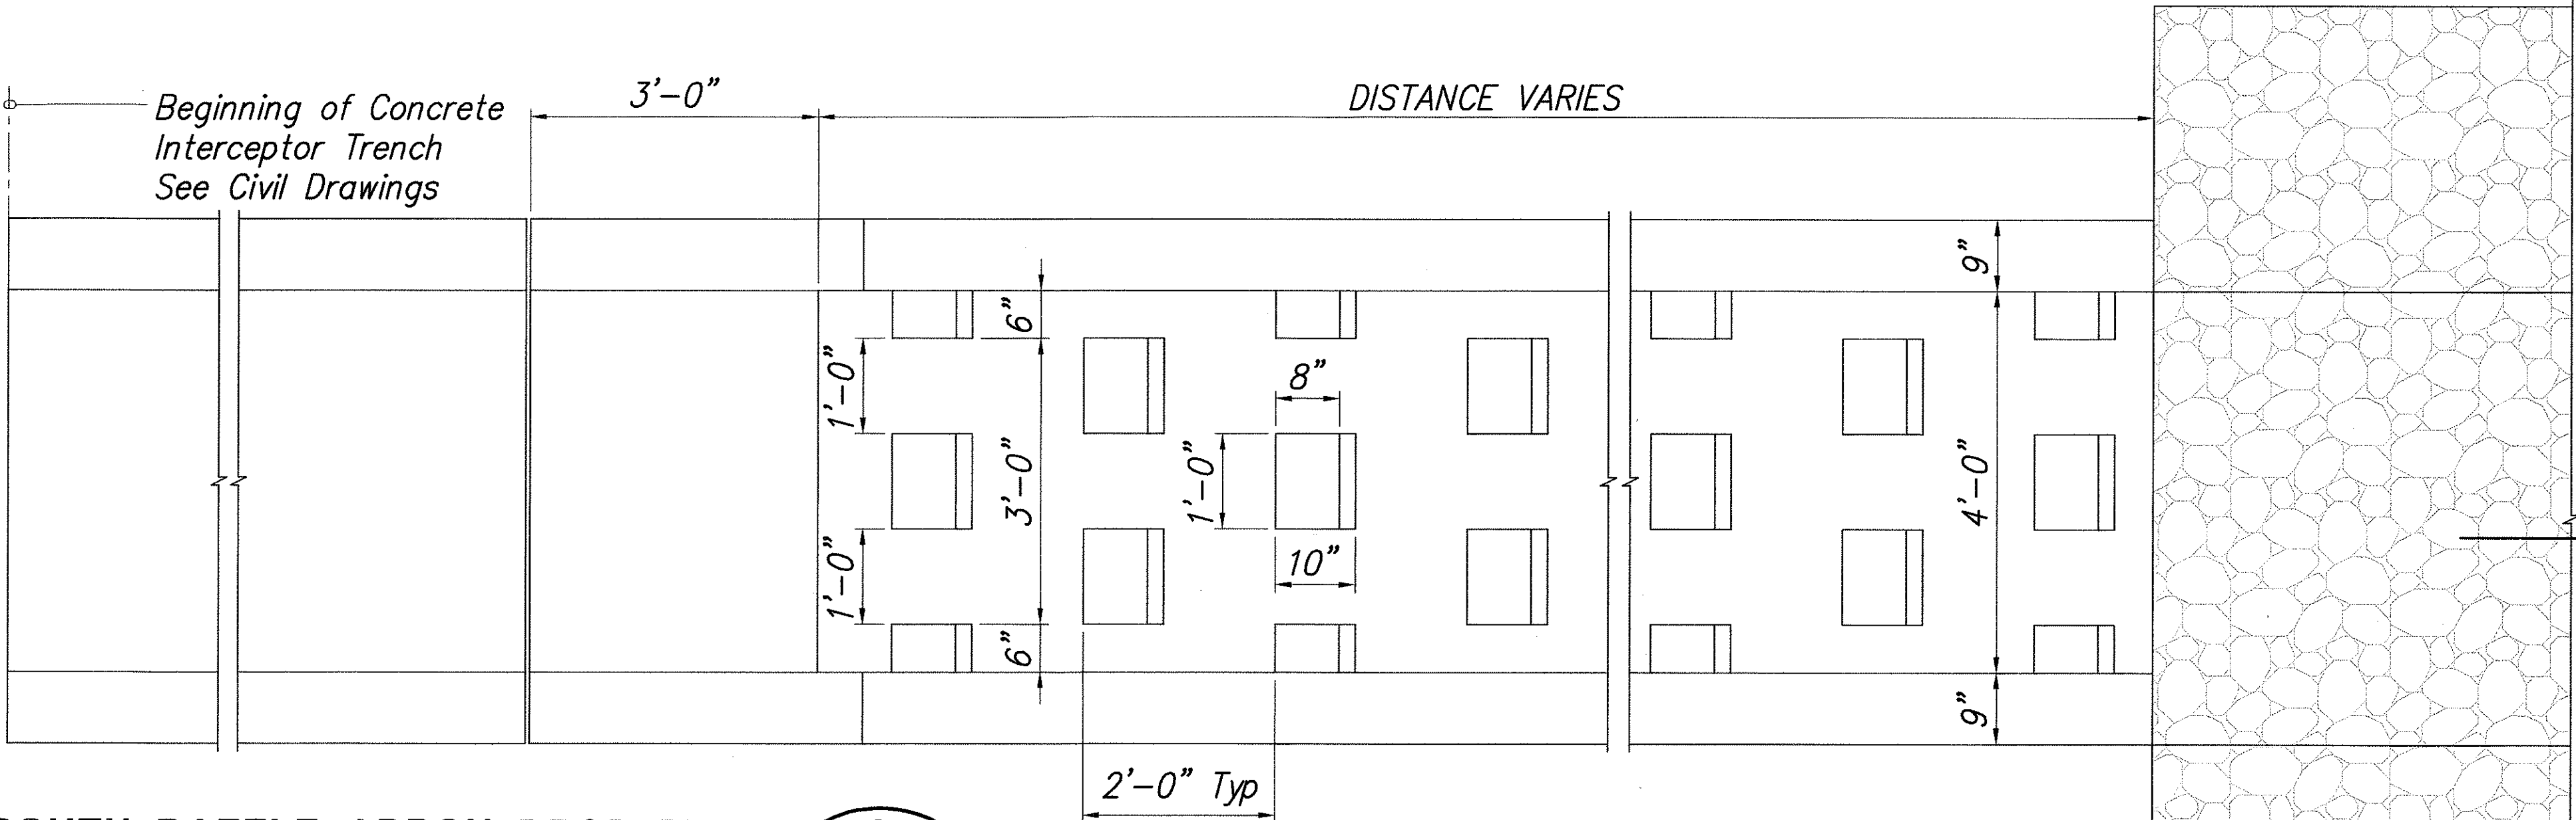 3'-0"
DISTANCE VARIES
Beginning of Concrete
Interceptor Trench
See Civil Drawings
9"
6"
1'-0"
8"
3'-0"
1'-0"
4'-0"
10"
1'-0"
6"
9"
2'-0" Typ